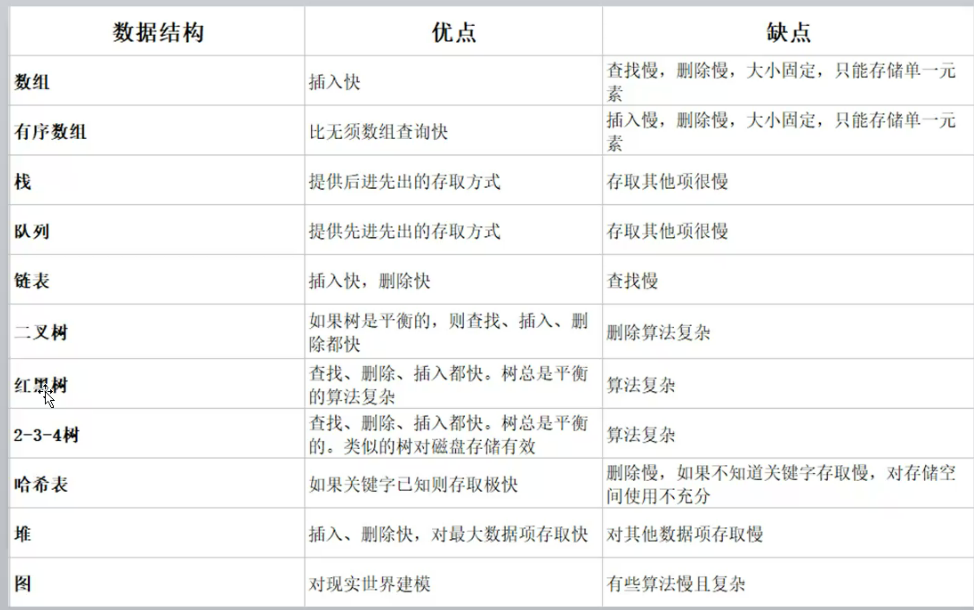 数据结构 优点 缺点
数组 插入快 查找慢，删除慢，大小固定，只能存储单一元
素
有序数组 比无须数组查询快 插入慢，删除慢，大小固定，只能存储单一元
素
栈 提供后进先出的存取方式 存取其他项很慢
队列 提供先进先出的存取方式 存取其他项很慢
链表 插入快，删除快 查找慢
二叉树 如果树是平衡的，则查找、插入、删
除都快 删除算法复杂
红黑树 查找、删除、插入都快。树总是平衡
的算法复杂 算法复杂
2-3-4树 查找、删除、插入都快。树总是平衡
的。类似的树对磁盘存储有效 算法复杂
哈希表 如果关键字已知则存取极快 删除慢，如果不知道关键字存取慢，对存储空
间使用不充分
堆 插入、删除快，对最大数据项存取快 对其他数据项存取慢
图 对现实世界建模 有些算法慢且复杂